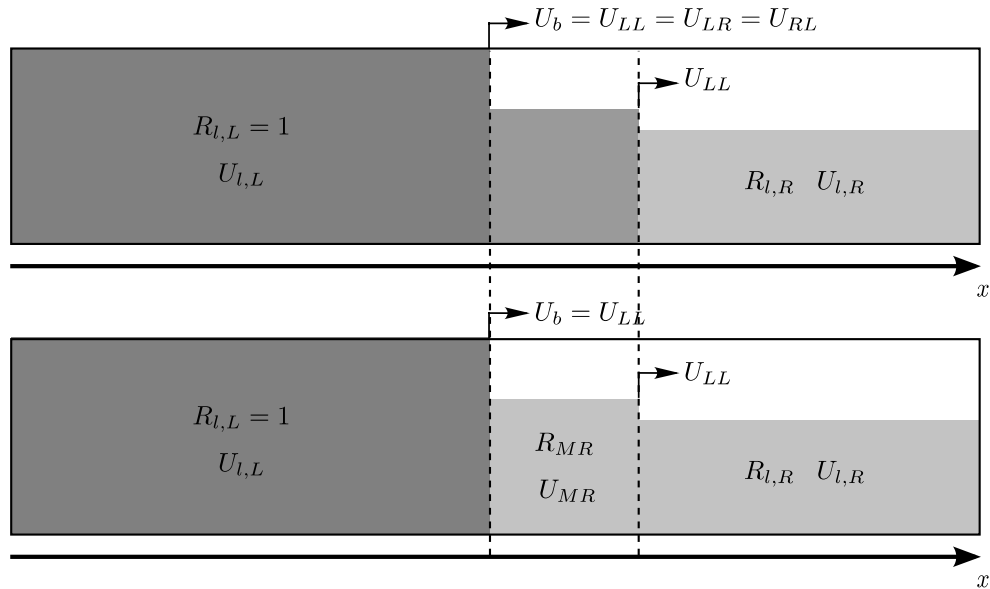 U_b = U_{LL} = U_{LR} = U_{RL}
U_{LL}
R_{l,L} = 1
U_{l,L}
R_{l,R} U_{l,R}
x
U_b = U_{LL}
U_{LL}
R_{l,L} = 1
U_{l,L}
R_{MR}
U_{MR}
R_{l,R} U_{l,R}
x